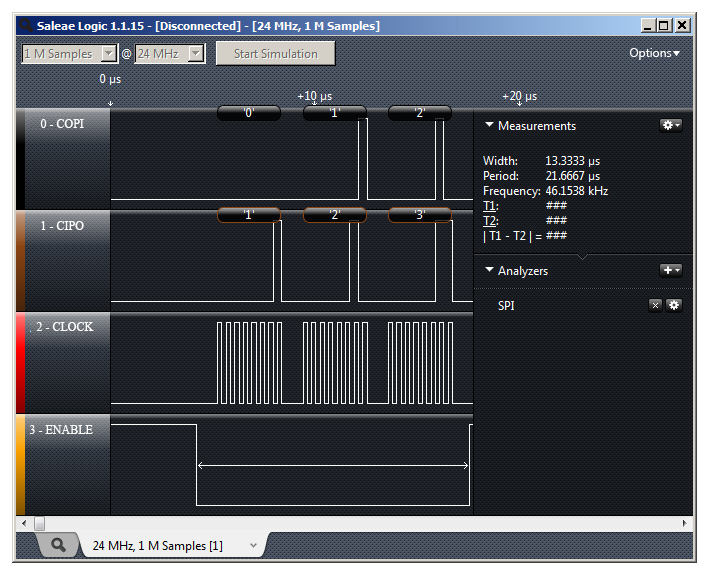 Saleae Logic 1.1.15 - [Disconnected] - [24 MHz, 1 M Samples]
1 M Samples @ 24 MHz Start Simulation Options
0 µs
+10 µs +20 µs
0 - COPI '0' '1' '2'
Measurements
Width: 13.3333 µs
Period: 21.6667 µs
Frequency: 46.1538 kHz
T1: ###
T2: ###
| T1 - T2 | = ###
1 - CIPO '1' '2' '3'
Analyzers
SPI
2 - CLOCK
3 - ENABLE
24 MHz, 1 M Samples [1]